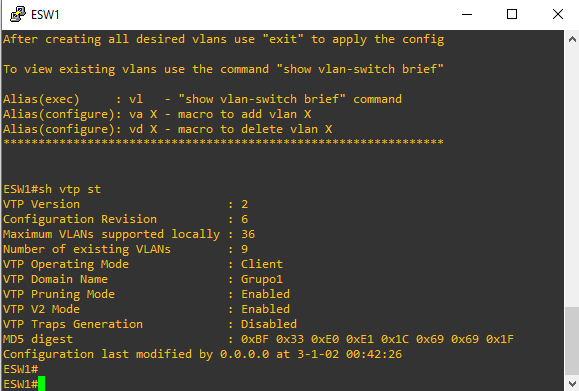 ESW1
After creating all desired vlans use "exit" to apply the config
To view existing vlans use the command "show vlan-switch brief"
Alias(exec)     : vl   - "show vlan-switch brief" command
Alias(configure): va X - macro to add vlan X
Alias(configure): vd X - macro to delete vlan X
***************************************************************
ESW1#sh vtp st
VTP Version                     : 2
Configuration Revision          : 6
Maximum VLANs supported locally : 36
Number of existing VLANs        : 9
VTP Operating Mode              : Client
VTP Domain Name                 : Grupo1
VTP Pruning Mode                : Enabled
VTP V2 Mode                     : Enabled
VTP Traps Generation            : Disabled
MD5 digest                      : 0xBF 0x33 0xE0 0xE1 0x1C 0x69 0x69 0x1F
Configuration last modified by 0.0.0.0 at 3-1-02 00:42:26
ESW1#
ESW1#